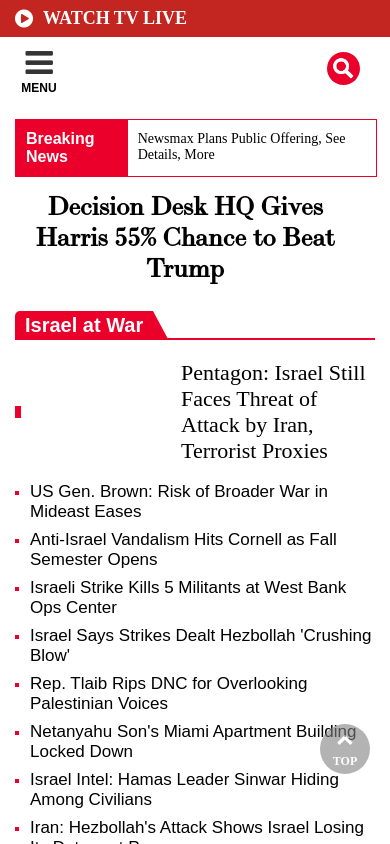 WATCH TV LIVE
MENU
Breaking
News
Newsmax Plans Public Offering, See
Details, More
Decision Desk HQ Gives
Harris 55% Chance to Beat
Trump
Israel at War
Pentagon: Israel Still
Faces Threat of
Attack by Iran,
Terrorist Proxies
US Gen. Brown: Risk of Broader War in
Mideast Eases
Anti-Israel Vandalism Hits Cornell as Fall
Semester Opens
Israeli Strike Kills 5 Militants at West Bank
Ops Center
Israel Says Strikes Dealt Hezbollah 'Crushing
Blow'
Rep. Tlaib Rips DNC for Overlooking
Palestinian Voices
Netanyahu Son's Miami Apartment Building
Locked Down
TOP
Israel Intel: Hamas Leader Sinwar Hiding
Among Civilians
Iran: Hezbollah's Attack Shows Israel Losing